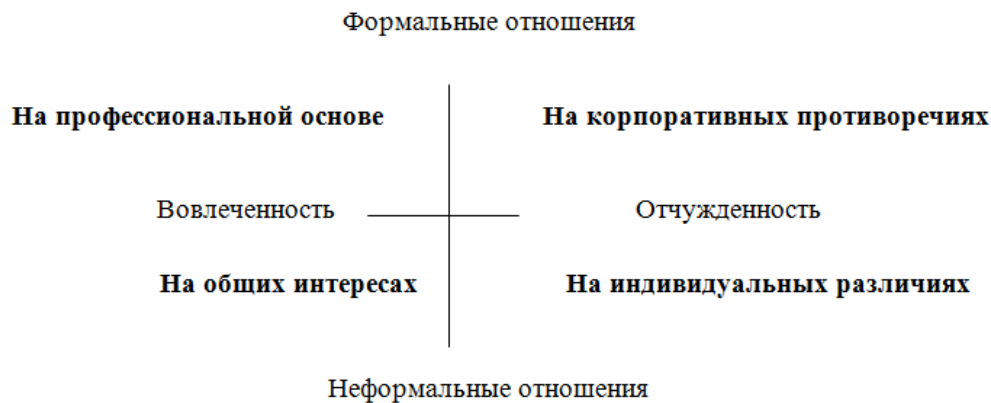 Формальные отношения
На профессиональной основе
На корпоративных противоречиях
Вовлеченность
Отчужденность
На общих интересах
На индивидуальных различиях
Неформальные отношения